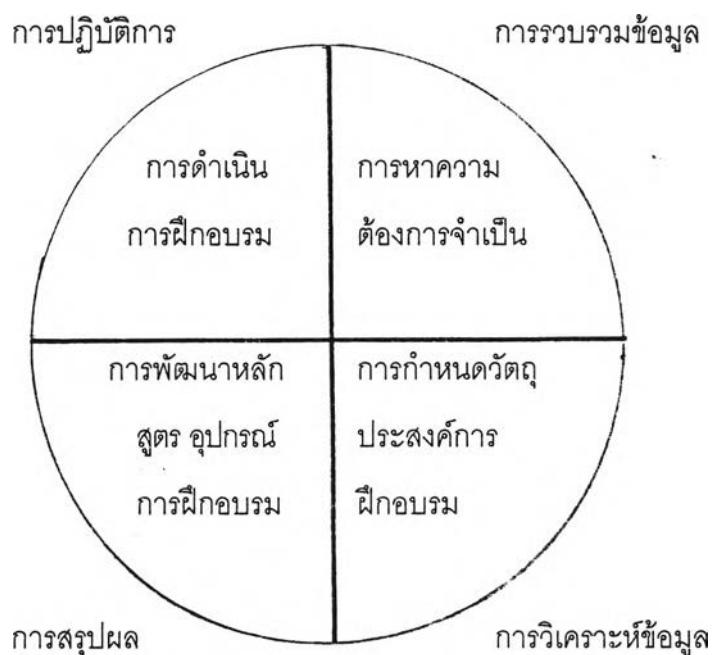 การปฏิบัติการ
การรวบรวมข้อมูล
การดำเนิน
การฝึกอบรม
การหาความ
ต้องการจำเป็น
การพัฒนาหลัก
สูตร อุปกรณ์
การฝึกอบรม
การกำหนดวัตถุ
ประสงค์การ
ฝึกอบรม
การสรุปผล
การวิเคราะห์ข้อมูล